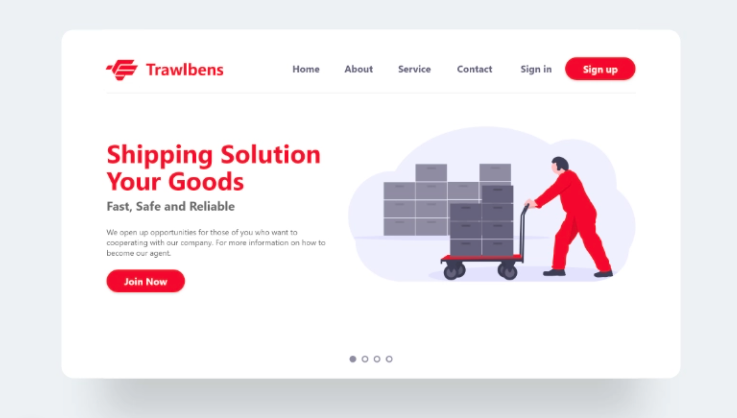 Trawlbens
Home About Service Contact Sign in Sign up
Shipping Solution
Your Goods
Fast, Safe and Reliable
We open up opportunities for those of you who want to
cooperating with our company. For more information on how to
become our agent.
Join Now